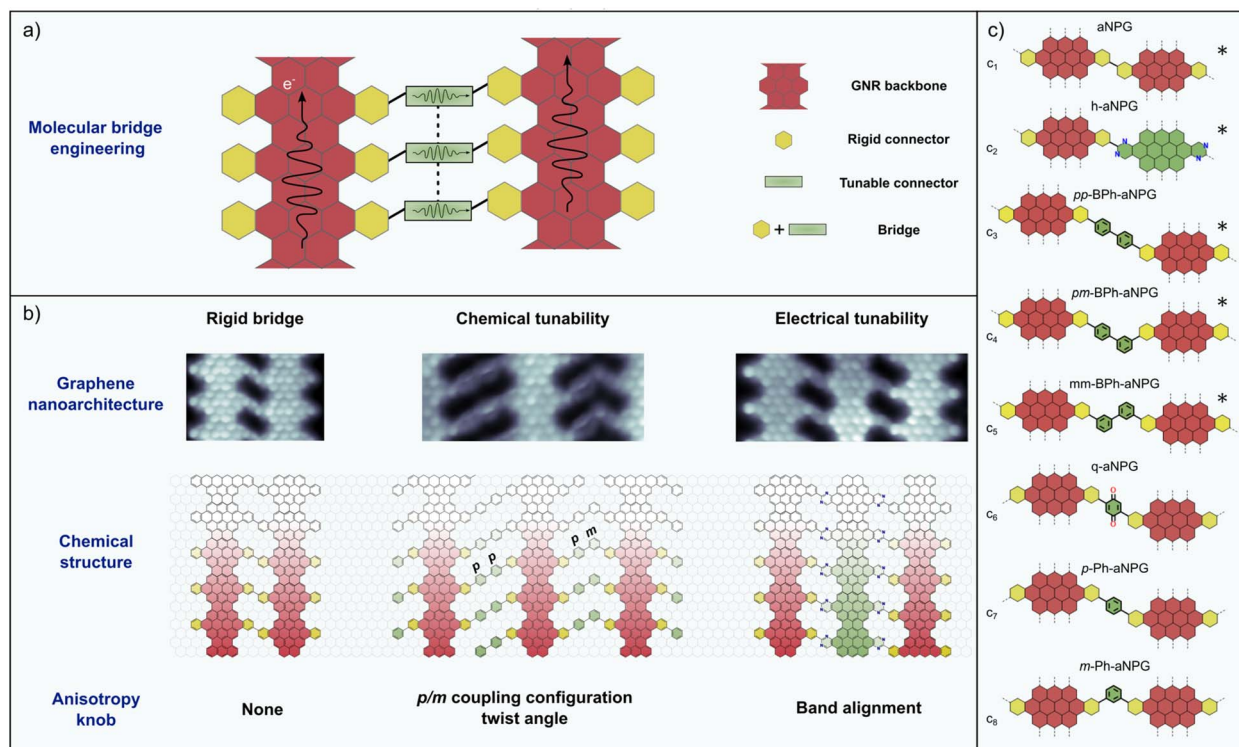 a)
Molecular bridge
engineering
e-
GNR backbone
Rigid connector
Tunable connector
+
Bridge
b)
Rigid bridge
Chemical tunability
Electrical tunability
Graphene
nanoarchitecture
Chemical
structure
p p
p m
Anisotropy
knob
None
p/m coupling configuration
twist angle
Band alignment
c)
aNPG
C1
*
h-aNPG
C2
N
N
N
N
*
pp-BPh-aNPG
C3
*
pm-BPh-aNPG
C4
*
mm-BPh-aNPG
C5
*
q-aNPG
C6
O
O
p-Ph-aNPG
C7
m-Ph-aNPG
C8